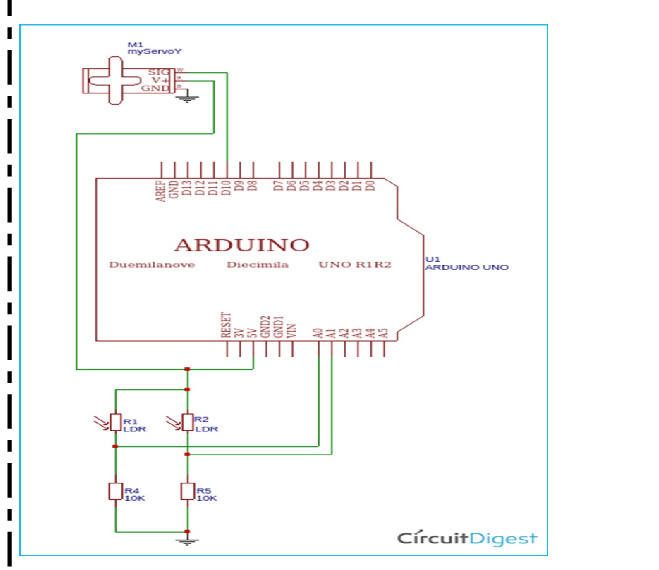 M1
myServoY
SIG
V+
GND
AREF
GND
D13
D12
D11
D10
D9
D8
D7
D6
D5
D4
D3
D2
D1
D0
ARDUINO
Duemilanove Diecimila UNO R1R2
U1
ARDUINO UNO
RESET
3V
5V
GND2
GND1
VIN
A0
A1
A2
A3
A4
A5
R1
LDR
R2
LDR
R4
10K
R5
10K
CircuitDigest